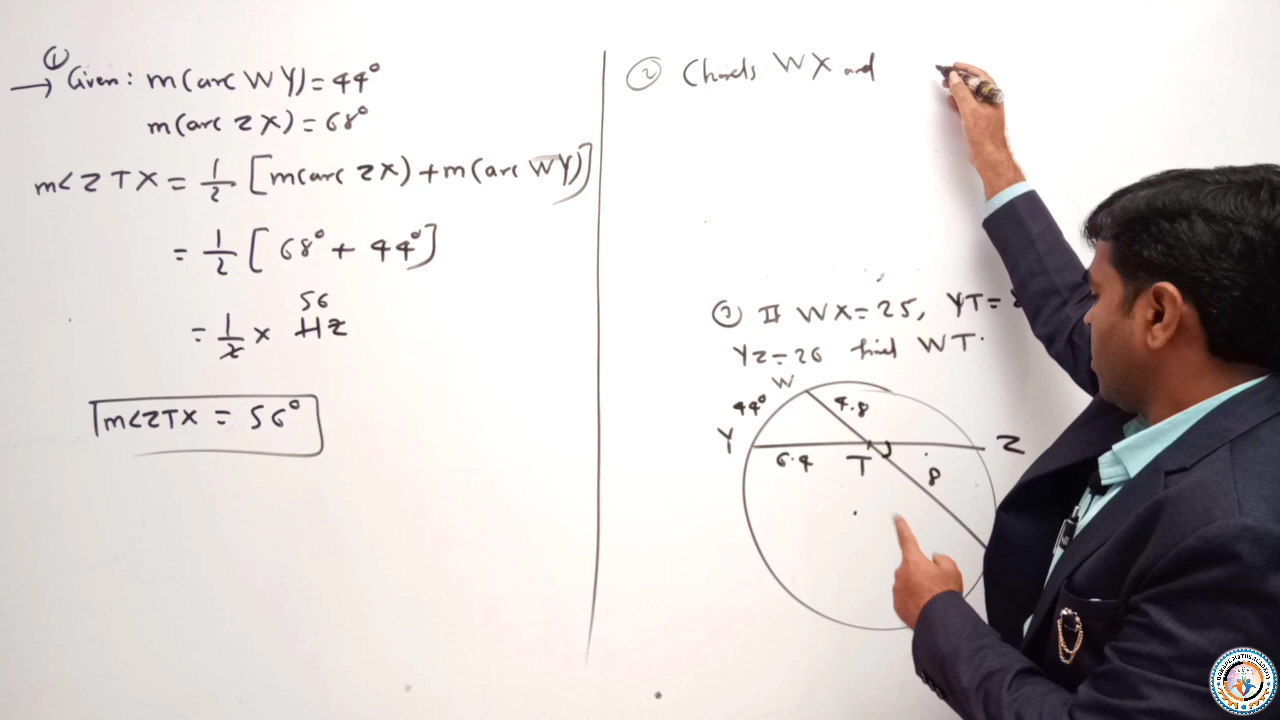 ①
→ Given: m(arc WY) = 44°
m(arc ZX) = 68°
m∠ZTX = 1/2 [m(arc ZX) + m(arc WY)]
= 1/2 [68° + 44°]
56
= 1/2 × 112
m∠ZTX = 56°
② Chords WX and
③ If WX = 25, YT =
YZ = 26 find WT.
W
44°
4.8
Y
Z
6.4
T
8